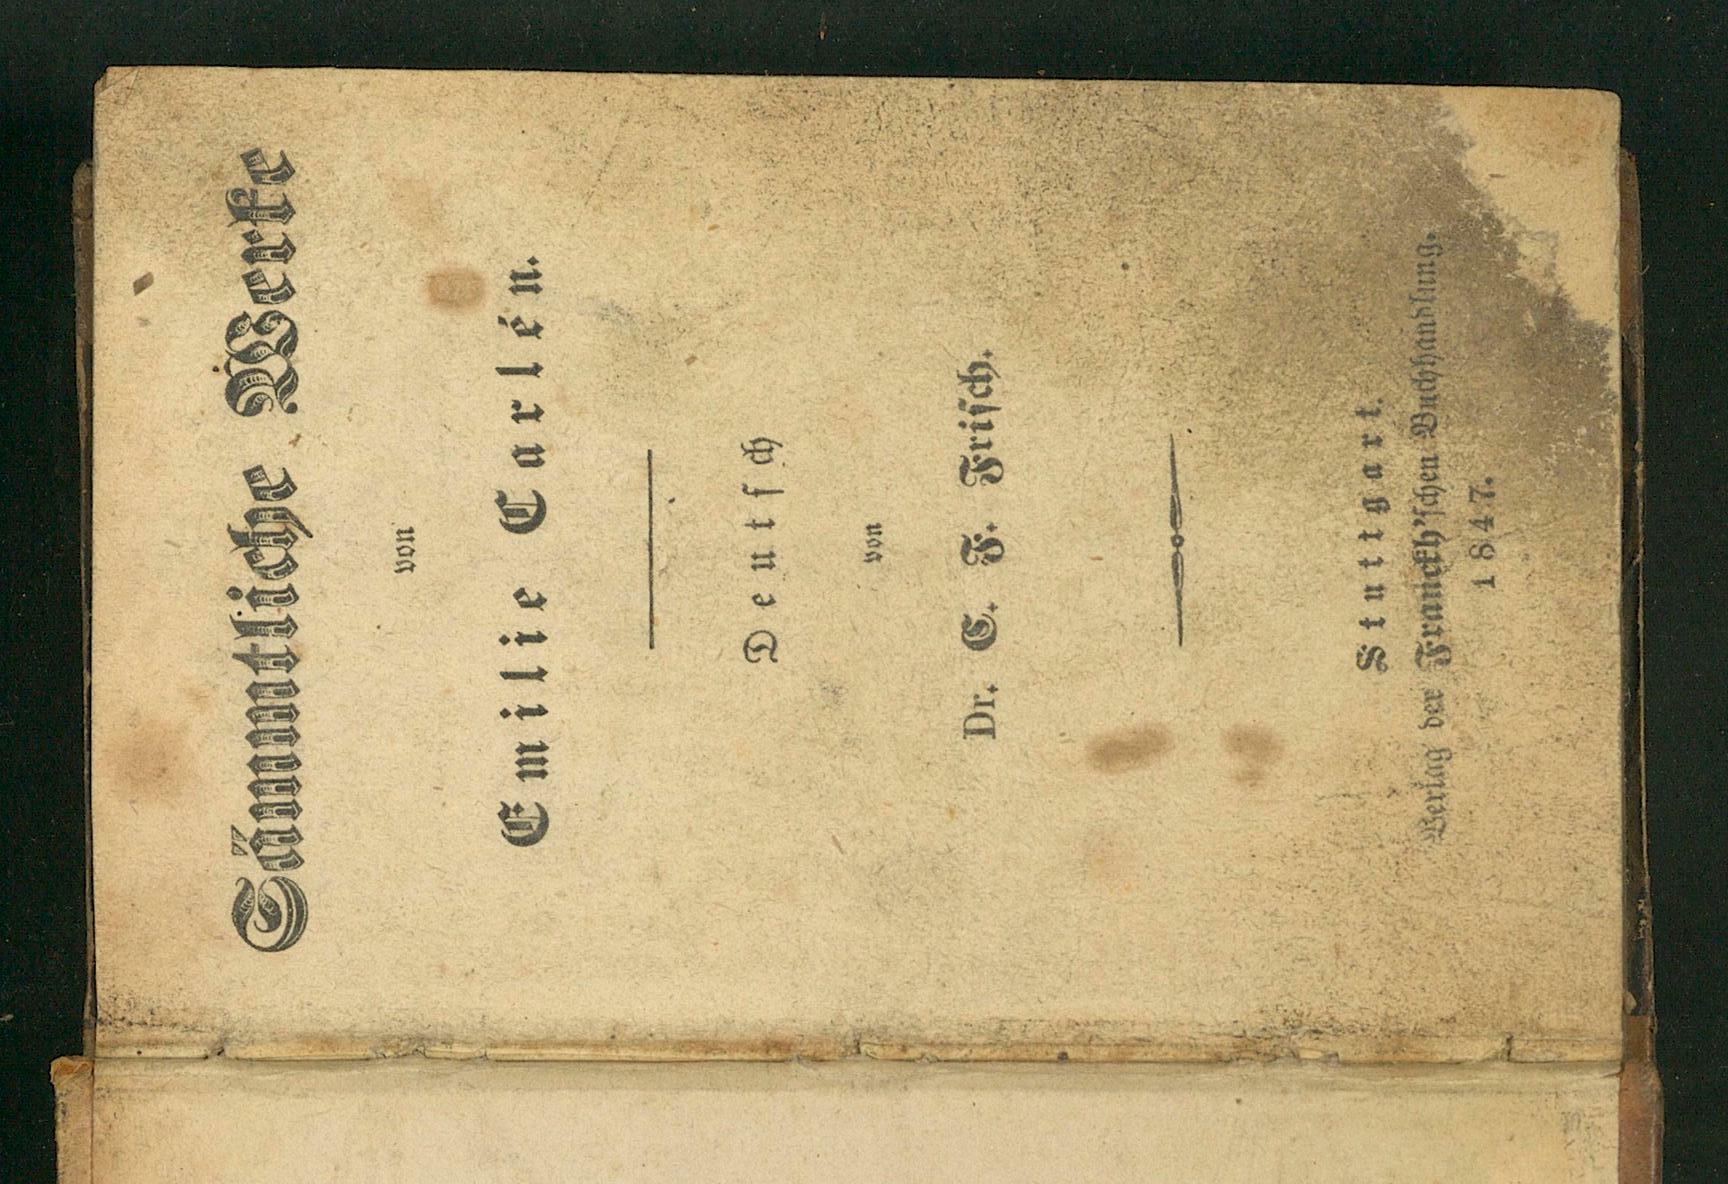 Sämmtliche Werke
von
Emilie Carlén.
Deutsch
von
Dr. C. F. Frisch.
Stuttgart.
Verlag der Franckh'schen Buchhandlung.
1847.